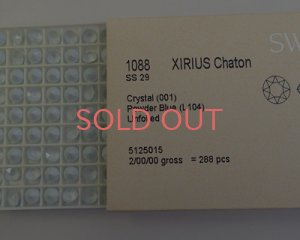 SW
1088 XIRIUS Chaton
SS 29
Crystal (001)
Powder Blue (L104)
SOLD OUT
Unfoiled
5125015
2/00/00 gross = 288 pcs